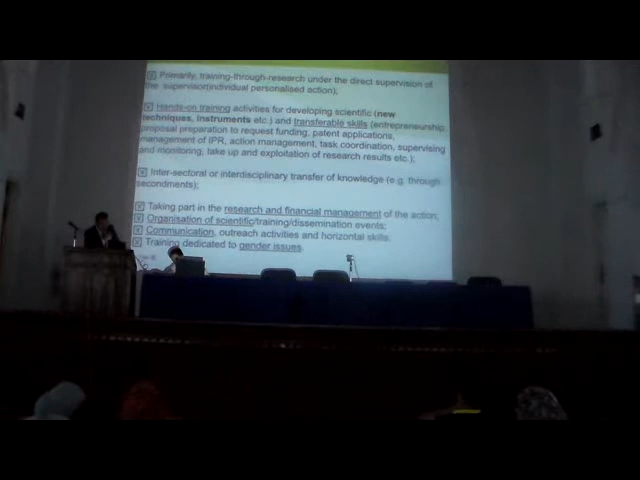 Primarily, training-through-research under the direct supervision of
the supervisor(individual personalised action);
Hands-on training activities for developing scientific (new
techniques, instruments etc.) and transferable skills (entrepreneurship
proposal preparation to request funding, patent applications,
management of IPR, action management, task coordination, supervising
and monitoring, take up and exploitation of research results etc.);
Inter-sectoral or interdisciplinary transfer of knowledge (e.g. through
secondments);
Taking part in the research and financial management of the action;
Organisation of scientific/training/dissemination events;
Communication, outreach activities and horizontal skills;
Training dedicated to gender issues.